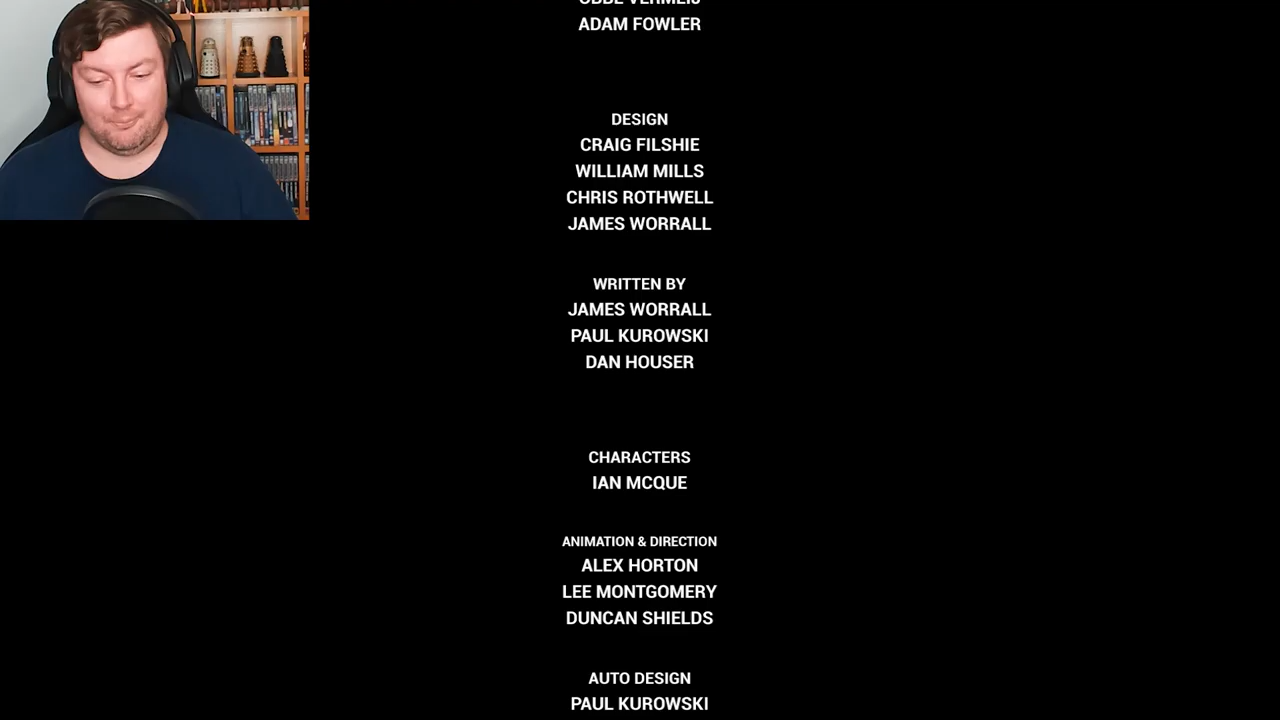 ADAM FOWLER
DESIGN
CRAIG FILSHIE
WILLIAM MILLS
CHRIS ROTHWELL
JAMES WORRALL
WRITTEN BY
JAMES WORRALL
PAUL KUROWSKI
DAN HOUSER
CHARACTERS
IAN MCQUE
ANIMATION & DIRECTION
ALEX HORTON
LEE MONTGOMERY
DUNCAN SHIELDS
AUTO DESIGN
PAUL KUROWSKI